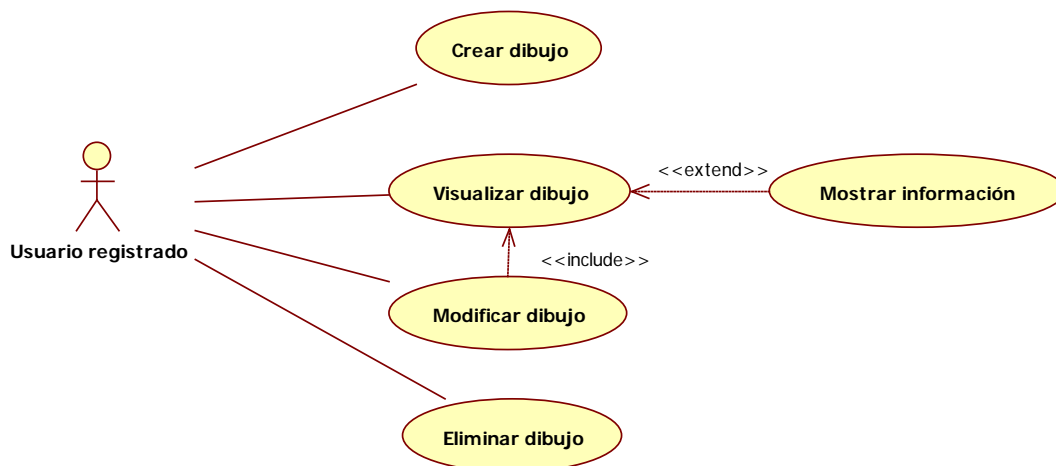 Crear dibujo
<<extend>>
Visualizar dibujo
Mostrar información
Usuario registrado
<<include>>
Modificar dibujo
Eliminar dibujo